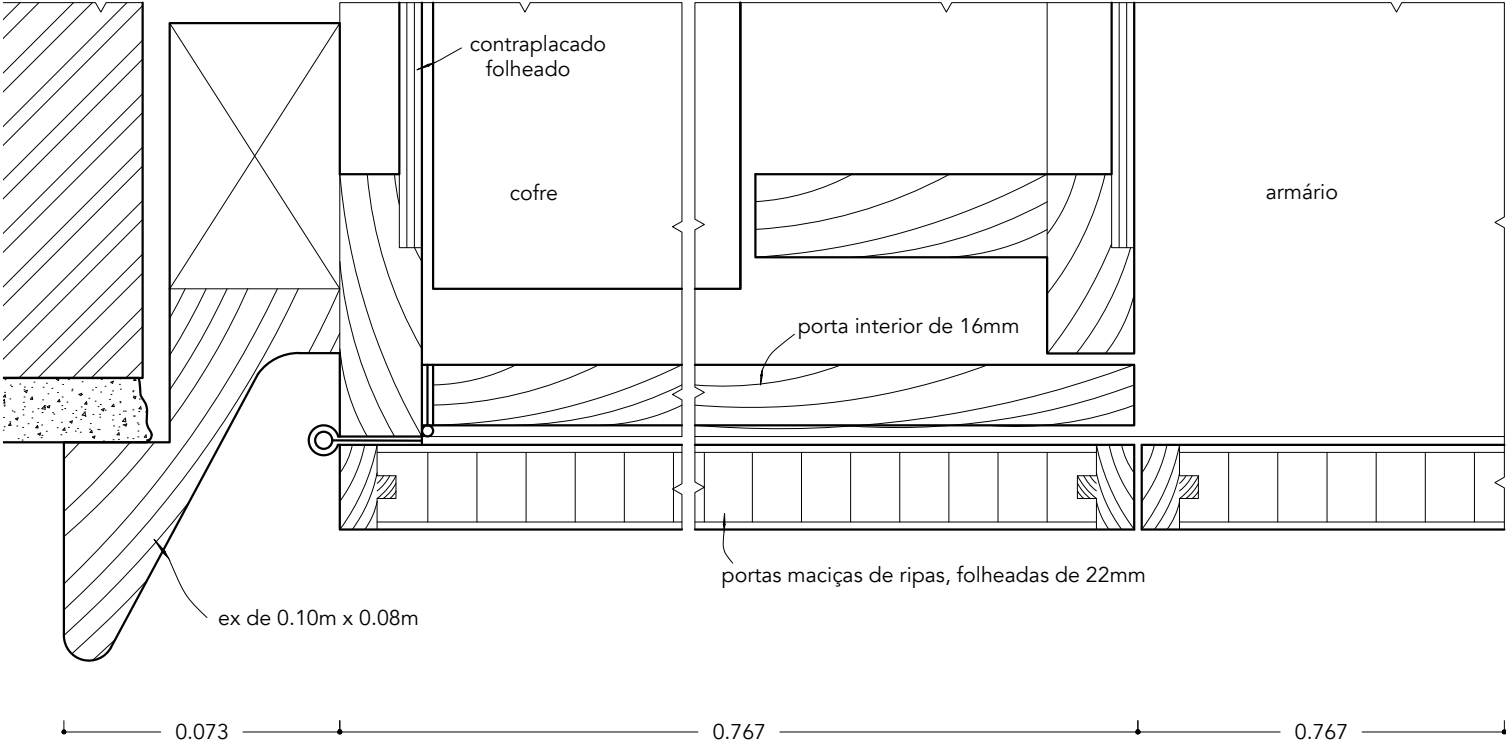 contraplacado
folheado
cofre
armário
porta interior de 16mm
portas maciças de ripas, folheadas de 22mm
ex de 0.10m x 0.08m
0.073
0.767
0.767